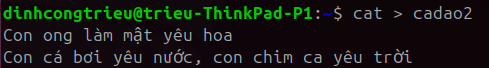 dinhcongtrieu@trieu-ThinkPad-P1:~$ cat > cadao2
Con ong làm mật yêu hoa
Con cá bơi yêu nước, con chim ca yêu trời